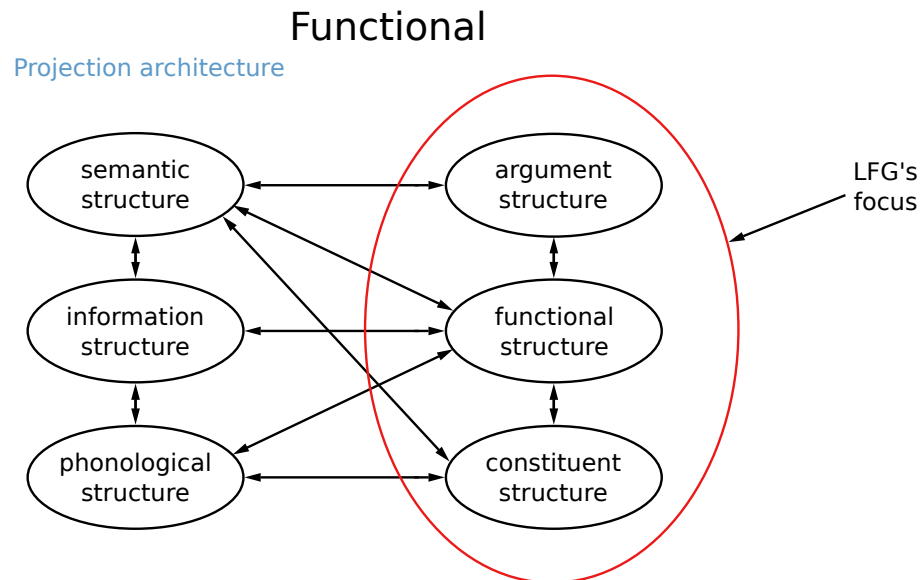 Functional
Projection architecture
semantic
structure
argument
structure
LFG's
focus
information
structure
functional
structure
phonological
structure
constituent
structure